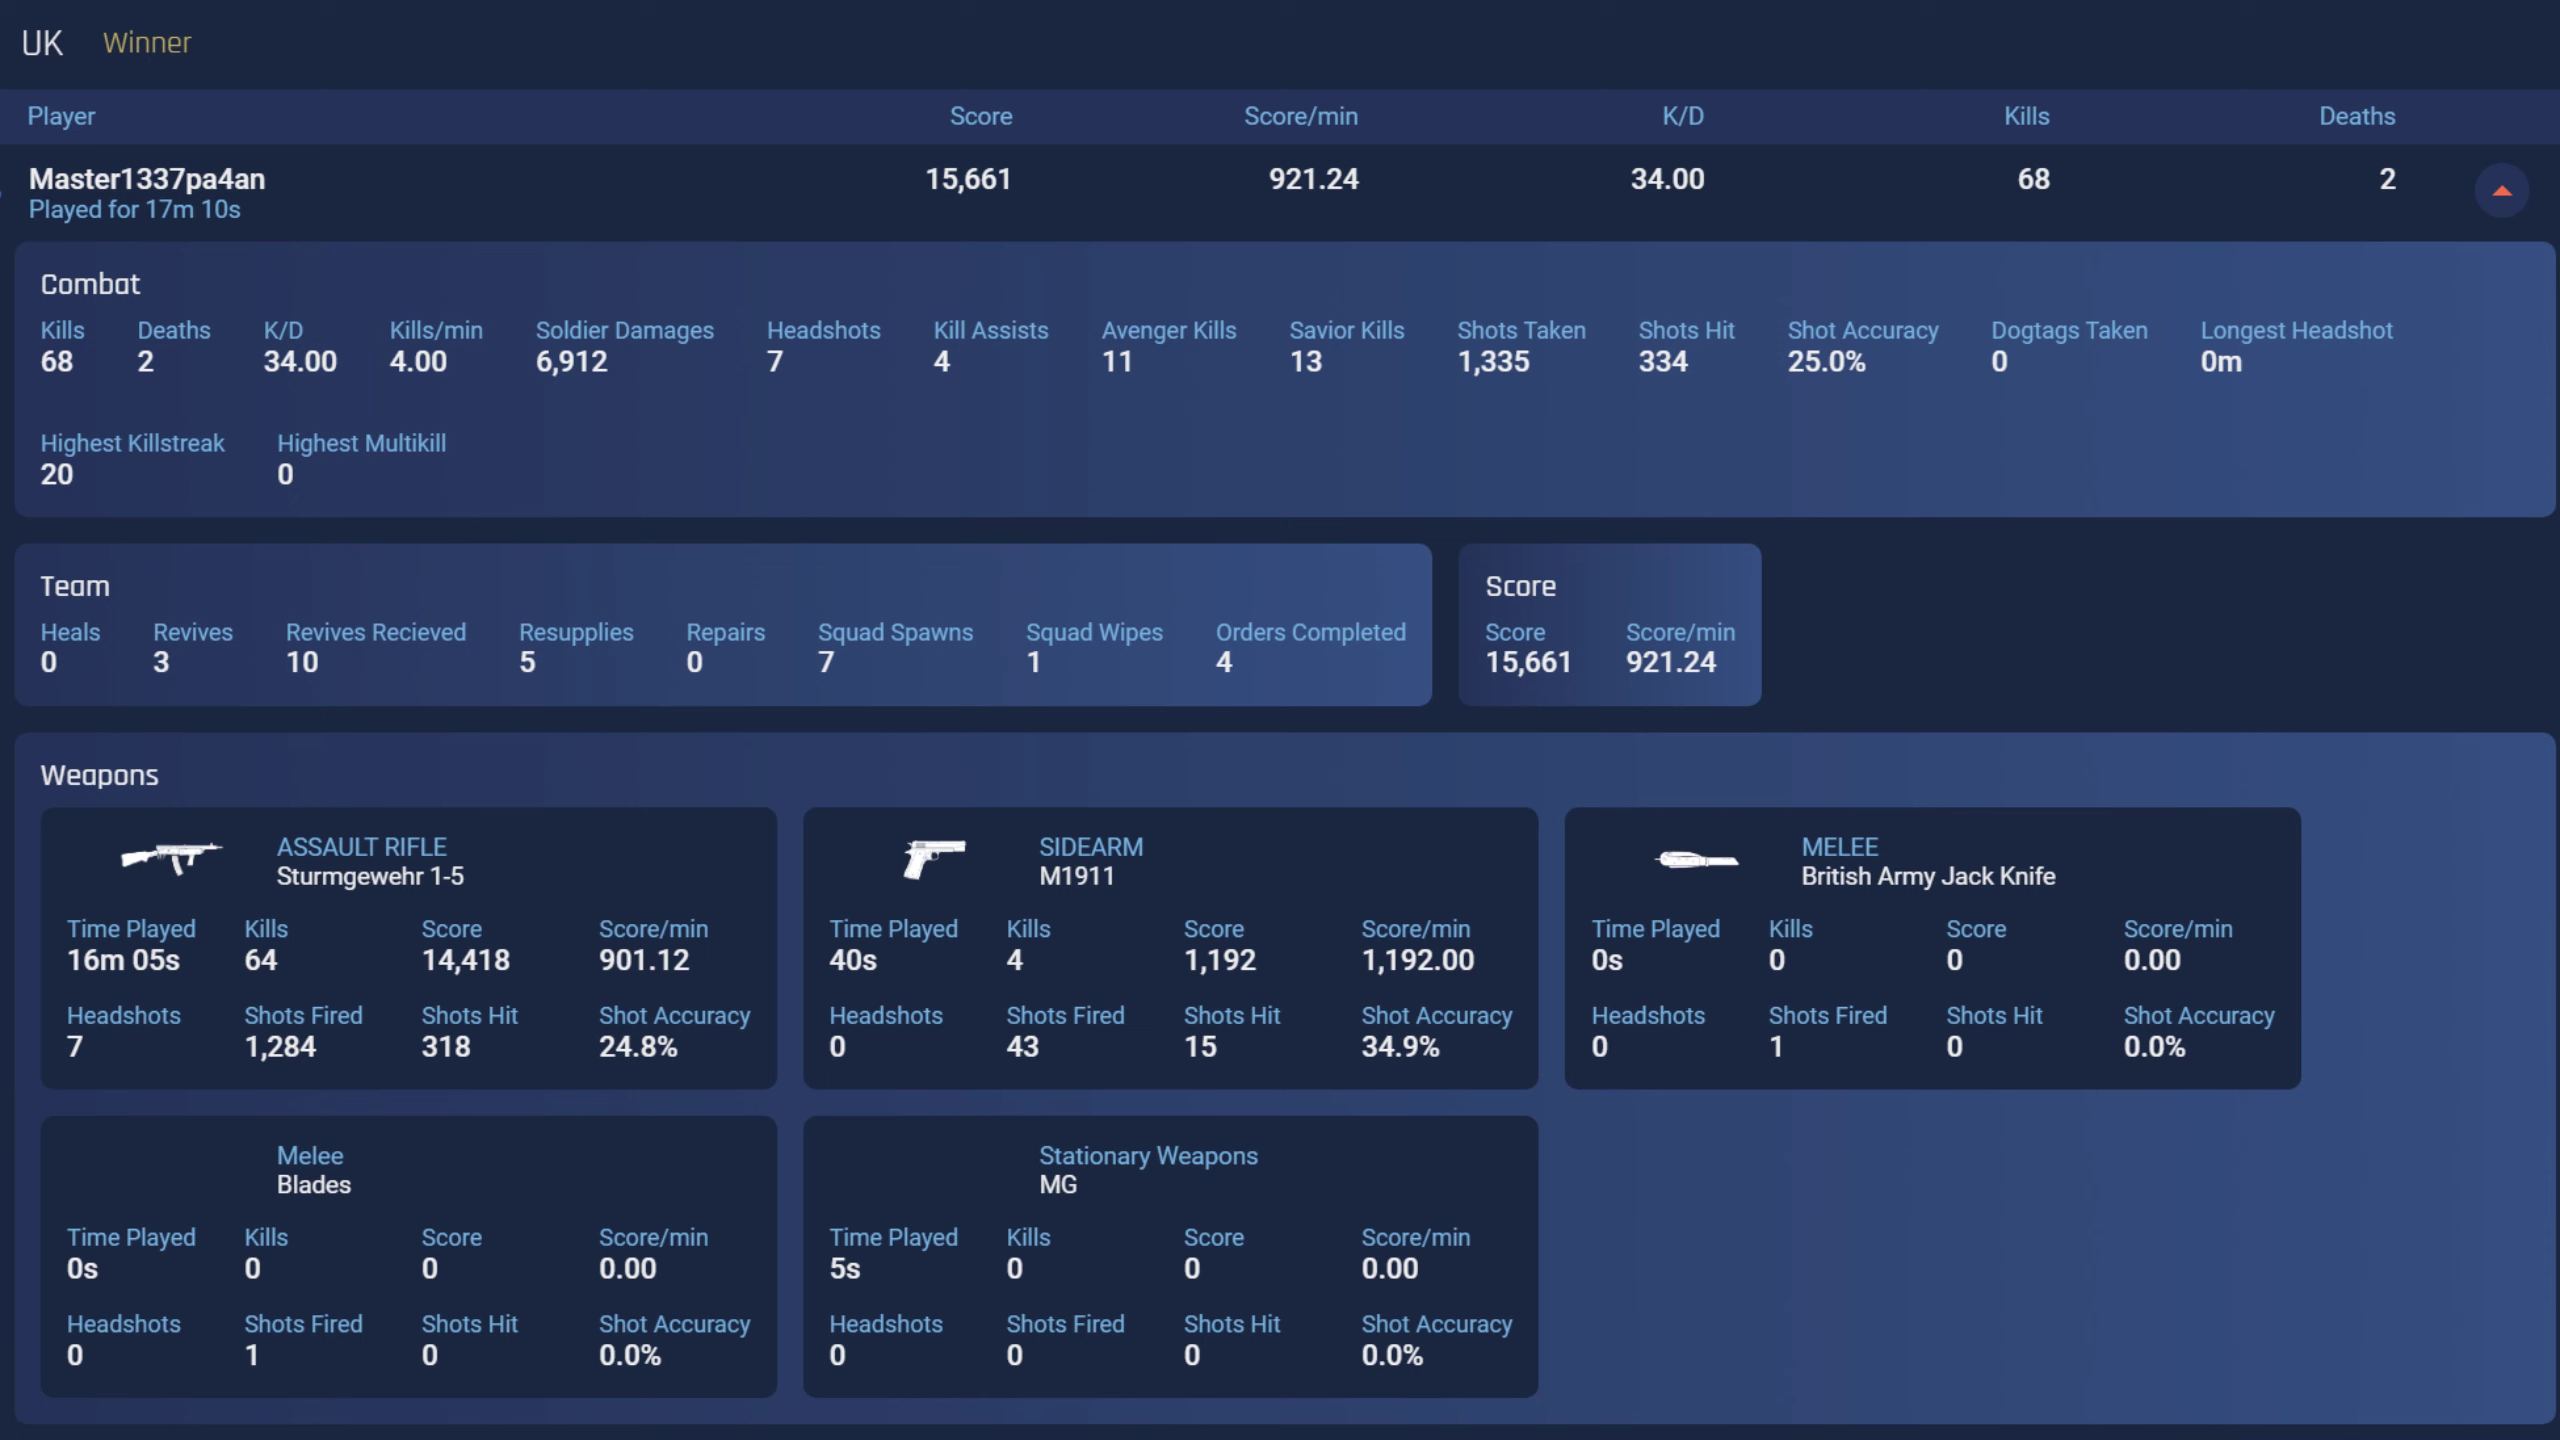 UK Winner
Player Score Score/min K/D Kills Deaths
Master1337pa4an 15,661 921.24 34.00 68 2
Played for 17m 10s
Combat
Kills Deaths K/D Kills/min Soldier Damages Headshots Kill Assists Avenger Kills Savior Kills Shots Taken Shots Hit Shot Accuracy Dogtags Taken Longest Headshot
68 2 34.00 4.00 6,912 7 4 11 13 1,335 334 25.0% 0 0m
Highest Killstreak Highest Multikill
20 0
Team
Heals Revives Revives Recieved Resupplies Repairs Squad Spawns Squad Wipes Orders Completed
0 3 10 5 0 7 1 4
Score
Score Score/min
15,661 921.24
Weapons
ASSAULT RIFLE
Sturmgewehr 1-5
Time Played Kills Score Score/min
16m 05s 64 14,418 901.12
Headshots Shots Fired Shots Hit Shot Accuracy
7 1,284 318 24.8%
SIDEARM
M1911
Time Played Kills Score Score/min
40s 4 1,192 1,192.00
Headshots Shots Fired Shots Hit Shot Accuracy
0 43 15 34.9%
MELEE
British Army Jack Knife
Time Played Kills Score Score/min
0s 0 0 0.00
Headshots Shots Fired Shots Hit Shot Accuracy
0 1 0 0.0%
Melee
Blades
Time Played Kills Score Score/min
0s 0 0 0.00
Headshots Shots Fired Shots Hit Shot Accuracy
0 1 0 0.0%
Stationary Weapons
MG
Time Played Kills Score Score/min
5s 0 0 0.00
Headshots Shots Fired Shots Hit Shot Accuracy
0 0 0 0.0%